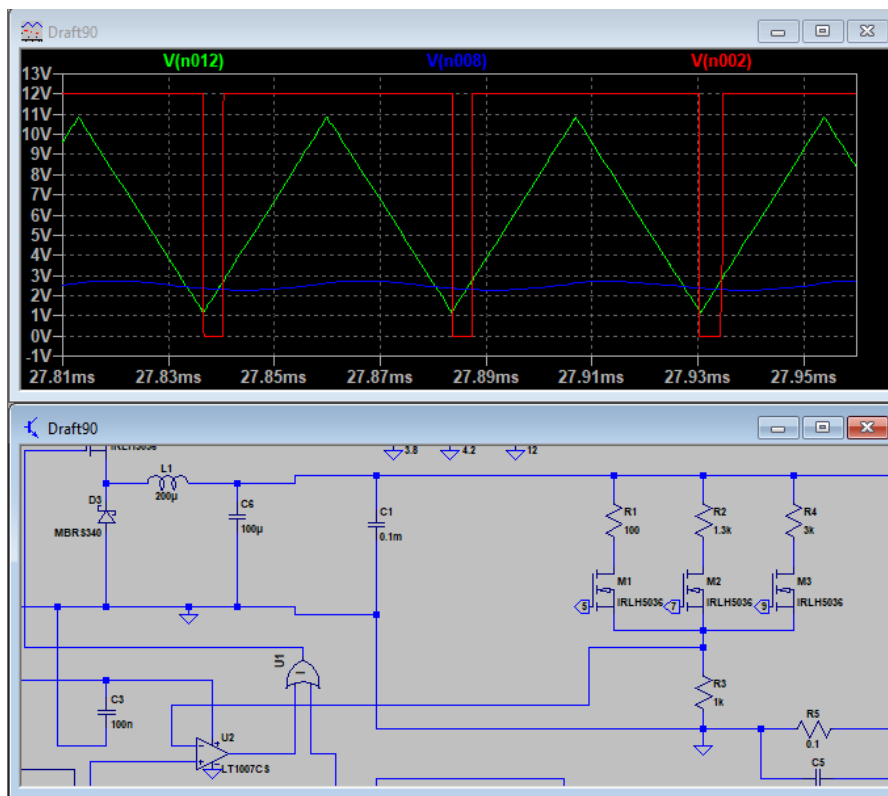 Draft90
V(n012) V(n008) V(n002)
13V
12V
11V
10V
9V
8V
7V
6V
5V
4V
3V
2V
1V
0V
-1V
27.81ms 27.83ms 27.85ms 27.87ms 27.89ms 27.91ms 27.93ms 27.95ms
Draft90
IRLH5036
3.8 4.2 12
L1
200µ
D3
MBRS340
C6
100µ
C1
0.1m
R1
100
R2
1.3k
R4
3k
M1
IRLH5036
M2
IRLH5036
M3
IRLH5036
5 7 9
U1
C3
100n
U2
LT1007CS
R3
1k
R5
0.1
C5